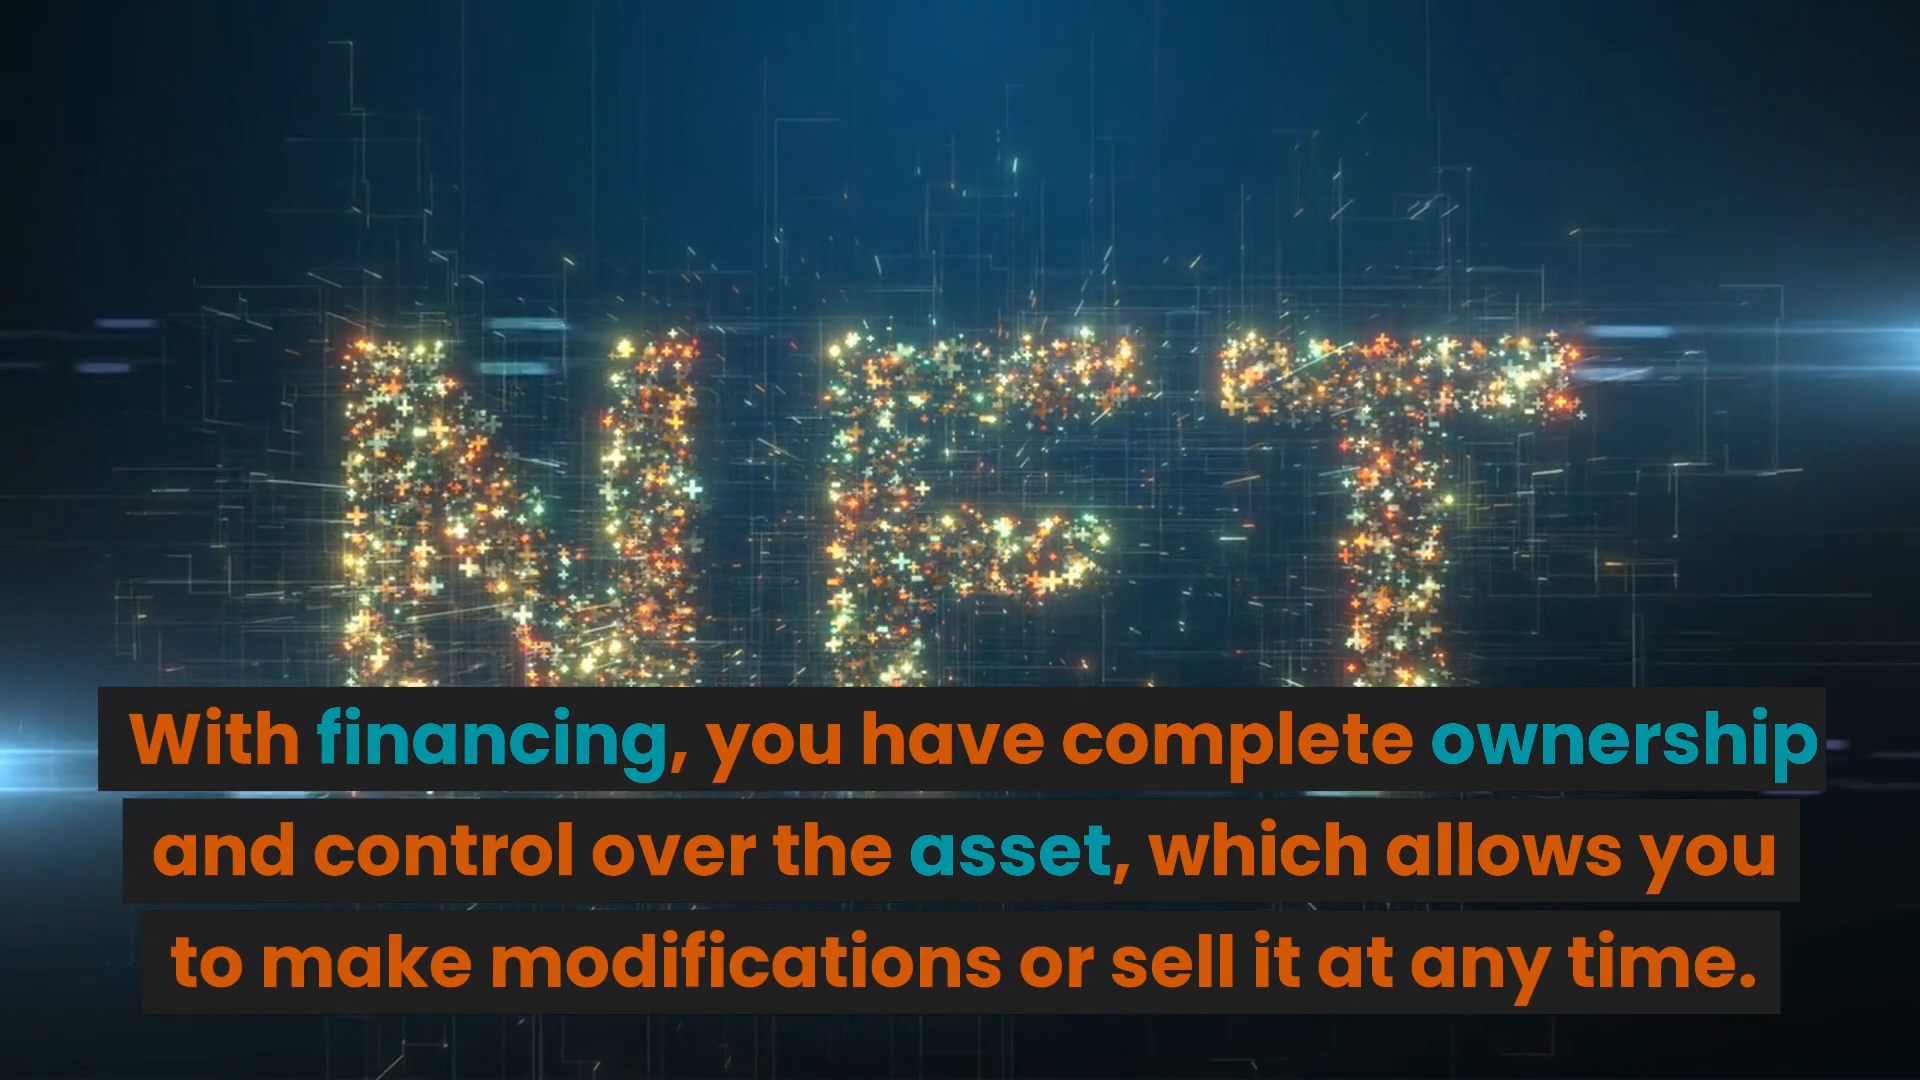 NFT
With financing, you have complete ownership
and control over the asset, which allows you
to make modifications or sell it at any time.